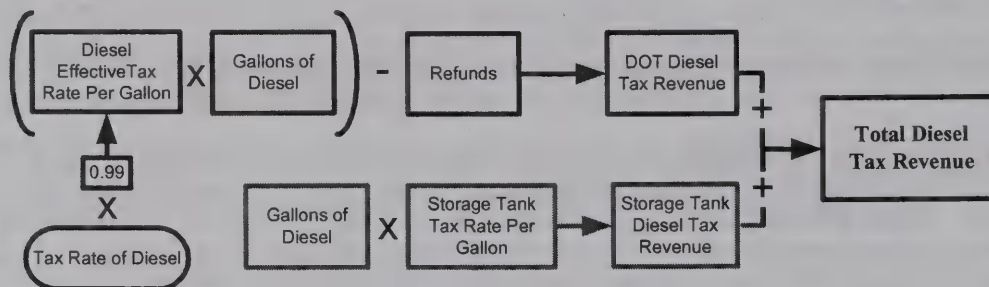 Diesel
EffectiveTax
Rate Per Gallon
X
Gallons of
Diesel
-
Refunds
DOT Diesel
Tax Revenue
+
Total Diesel
Tax Revenue
0.99
X
Tax Rate of Diesel
Gallons of
Diesel
X
Storage Tank
Tax Rate Per
Gallon
Storage Tank
Diesel Tax
Revenue
+